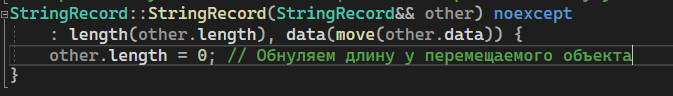 StringRecord::StringRecord(StringRecord&& other) noexcept
: length(other.length), data(move(other.data)) {
other.length = 0; // Обнуляем длину у перемещаемого объекта
}